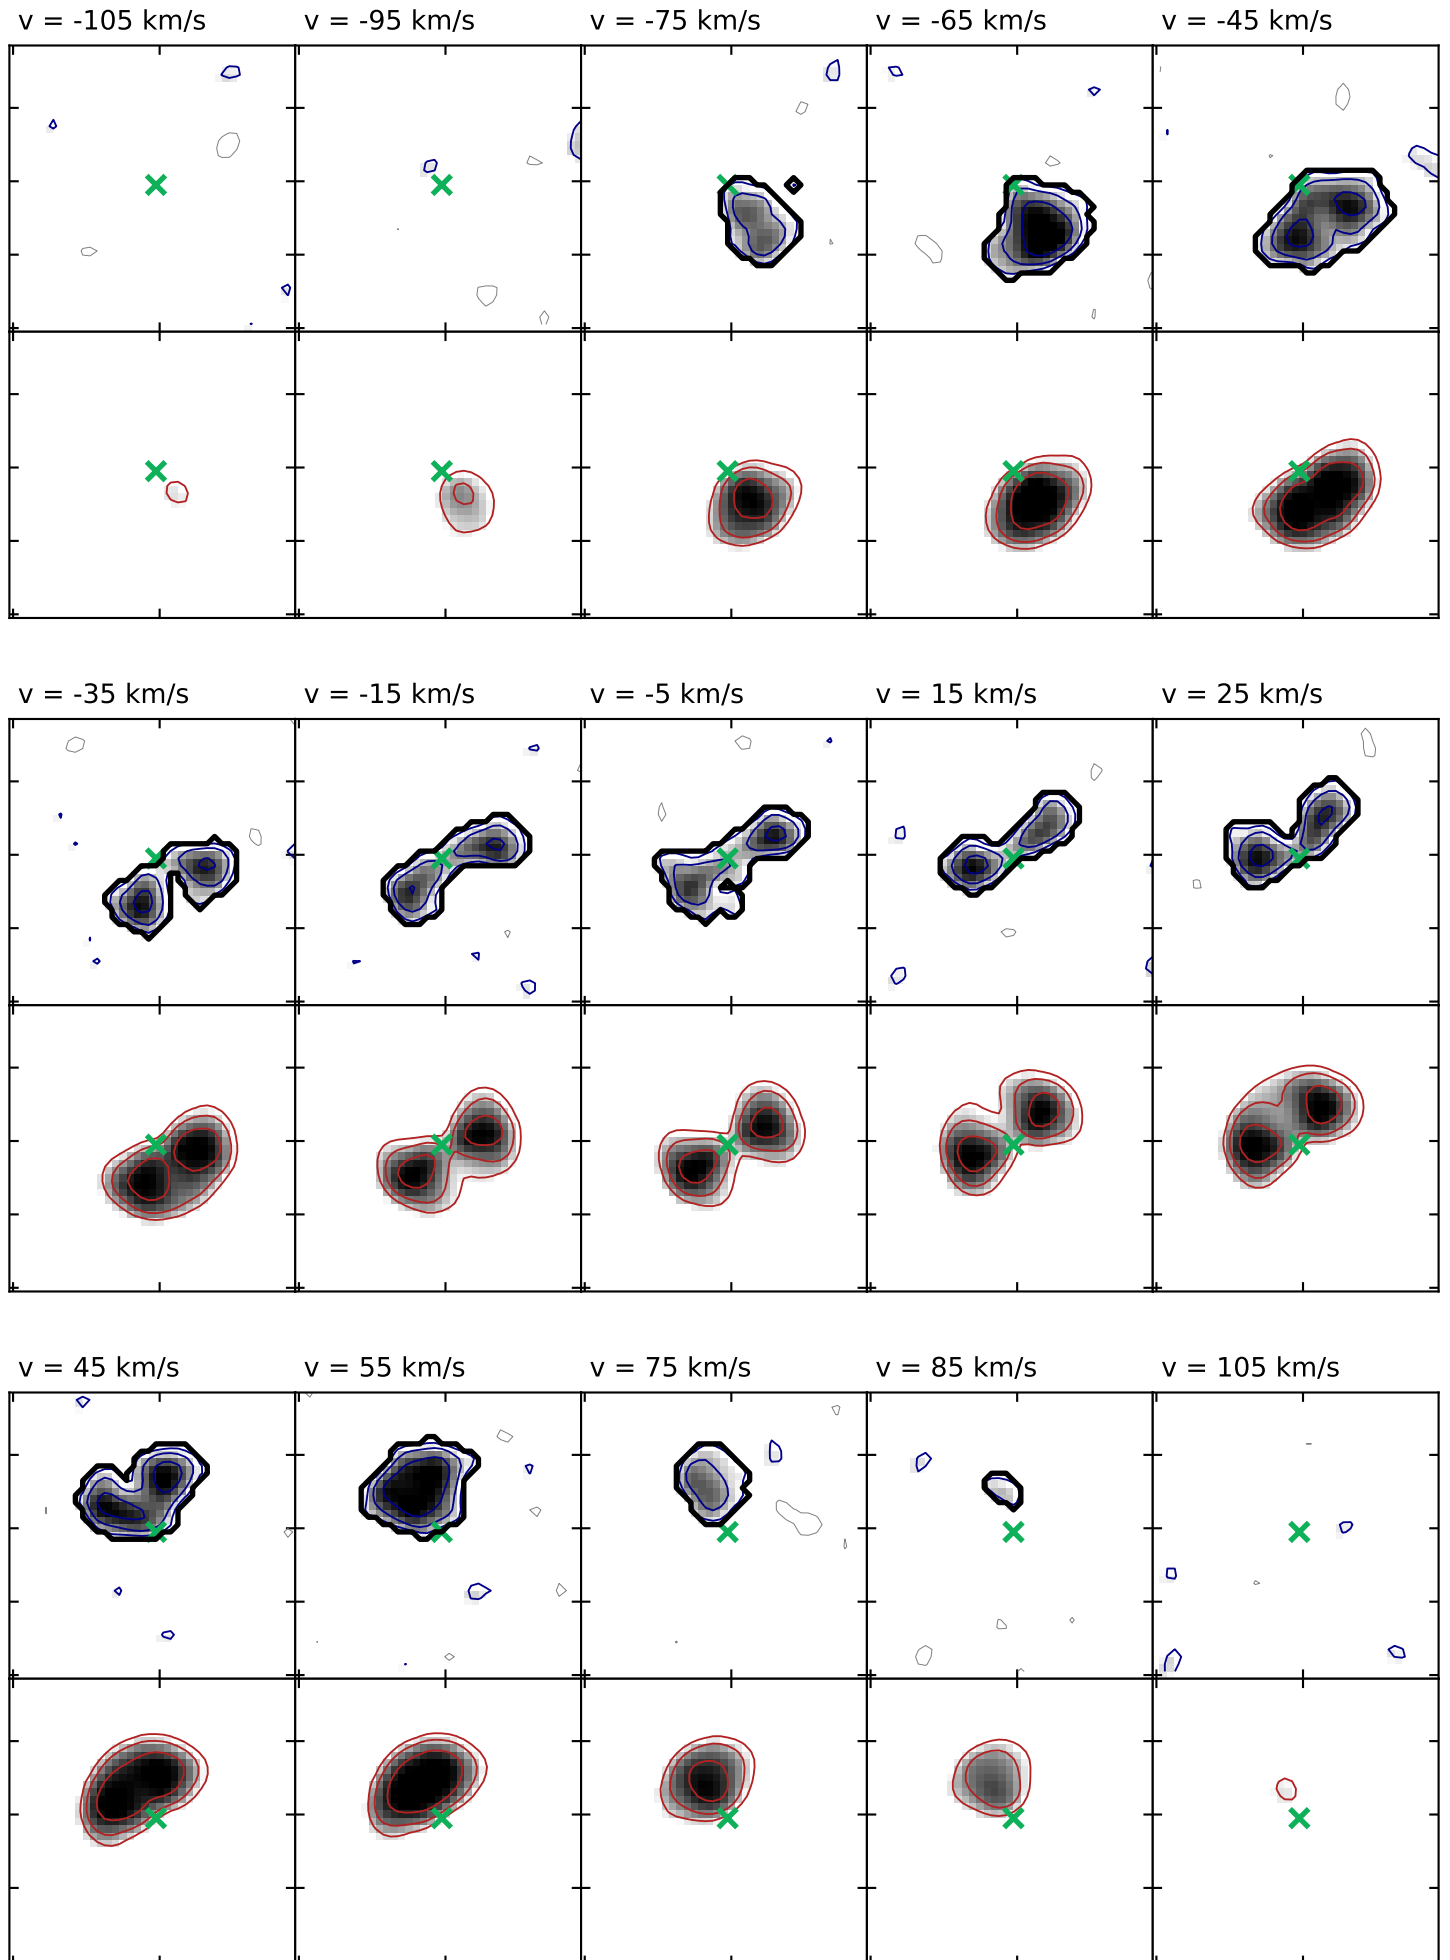 v = -105 km/s v = -95 km/s v = -75 km/s v = -65 km/s v = -45 km/s
v = -35 km/s v = -15 km/s v = -5 km/s v = 15 km/s v = 25 km/s
v = 45 km/s v = 55 km/s v = 75 km/s v = 85 km/s v = 105 km/s